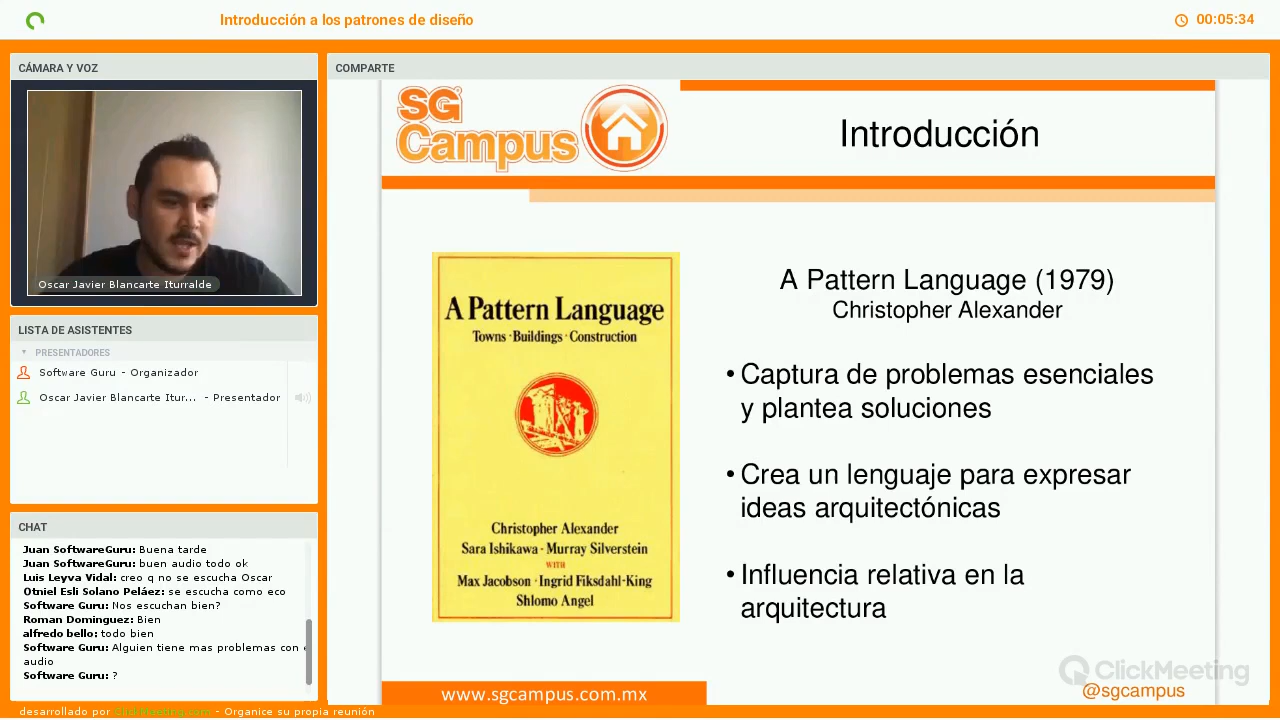 Introducción a los patrones de diseño
00:05:34
CÁMARA Y VOZ
Oscar Javier Blancarte Iturralde
LISTA DE ASISTENTES
PRESENTADORES
Software Guru - Organizador
Oscar Javier Blancarte Itur... - Presentador
CHAT
Juan SoftwareGuru: Buena tarde
Juan SoftwareGuru: buen audio todo ok
Luis Leyva Vidal: creo q no se escucha Oscar
Otniel Esli Solano Peláez: se escucha como eco
Software Guru: Nos escuchan bien?
Roman Dominguez: Bien
alfredo bello: todo bien
Software Guru: Alguien tiene mas problemas con
audio
Software Guru: ?
desarrollado por ClickMeeting.com - Organice su propia reunión
COMPARTE
SG
Campus
Introducción
A Pattern Language
Towns · Buildings · Construction
Christopher Alexander
Sara Ishikawa · Murray Silverstein
WITH
Max Jacobson · Ingrid Fiksdahl-King
Shlomo Angel
A Pattern Language (1979)
Christopher Alexander
• Captura de problemas esenciales
y plantea soluciones
• Crea un lenguaje para expresar
ideas arquitectónicas
• Influencia relativa en la
arquitectura
ClickMeeting
www.sgcampus.com.mx
@sgcampus